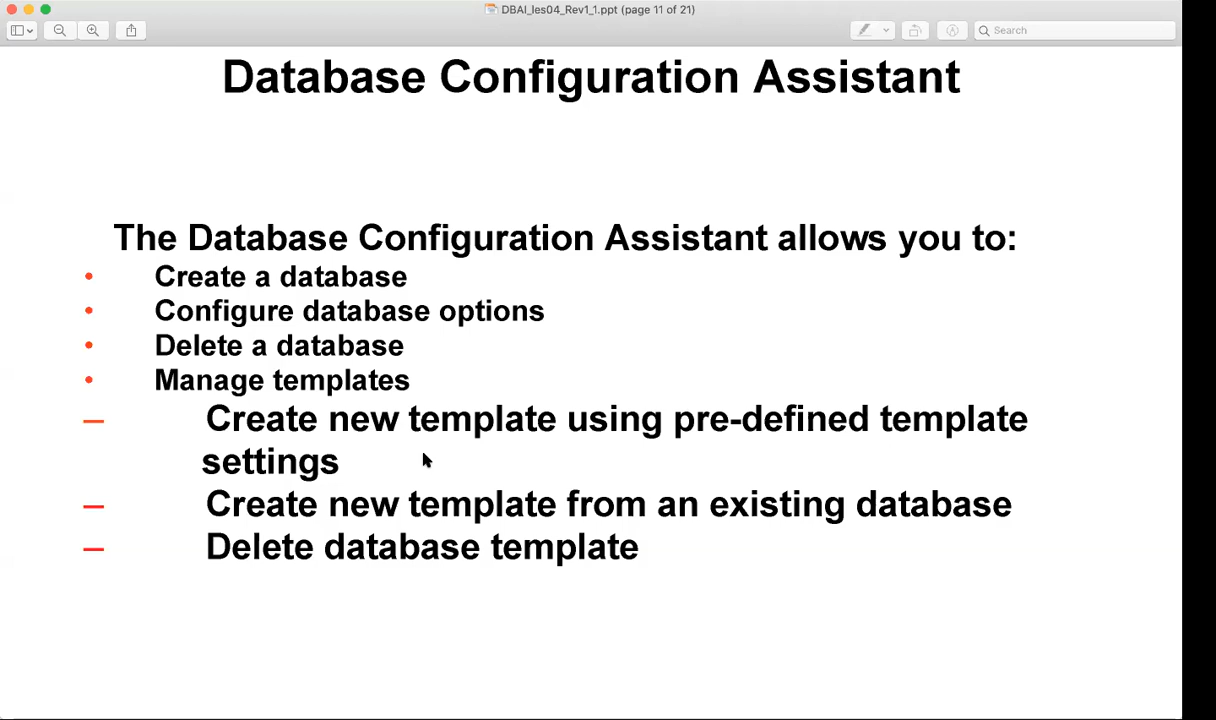 DBAI_les04_Rev1_1.ppt (page 11 of 21)
Search
Database Configuration Assistant
The Database Configuration Assistant allows you to:
• Create a database
• Configure database options
• Delete a database
• Manage templates
– Create new template using pre-defined template
settings
– Create new template from an existing database
– Delete database template